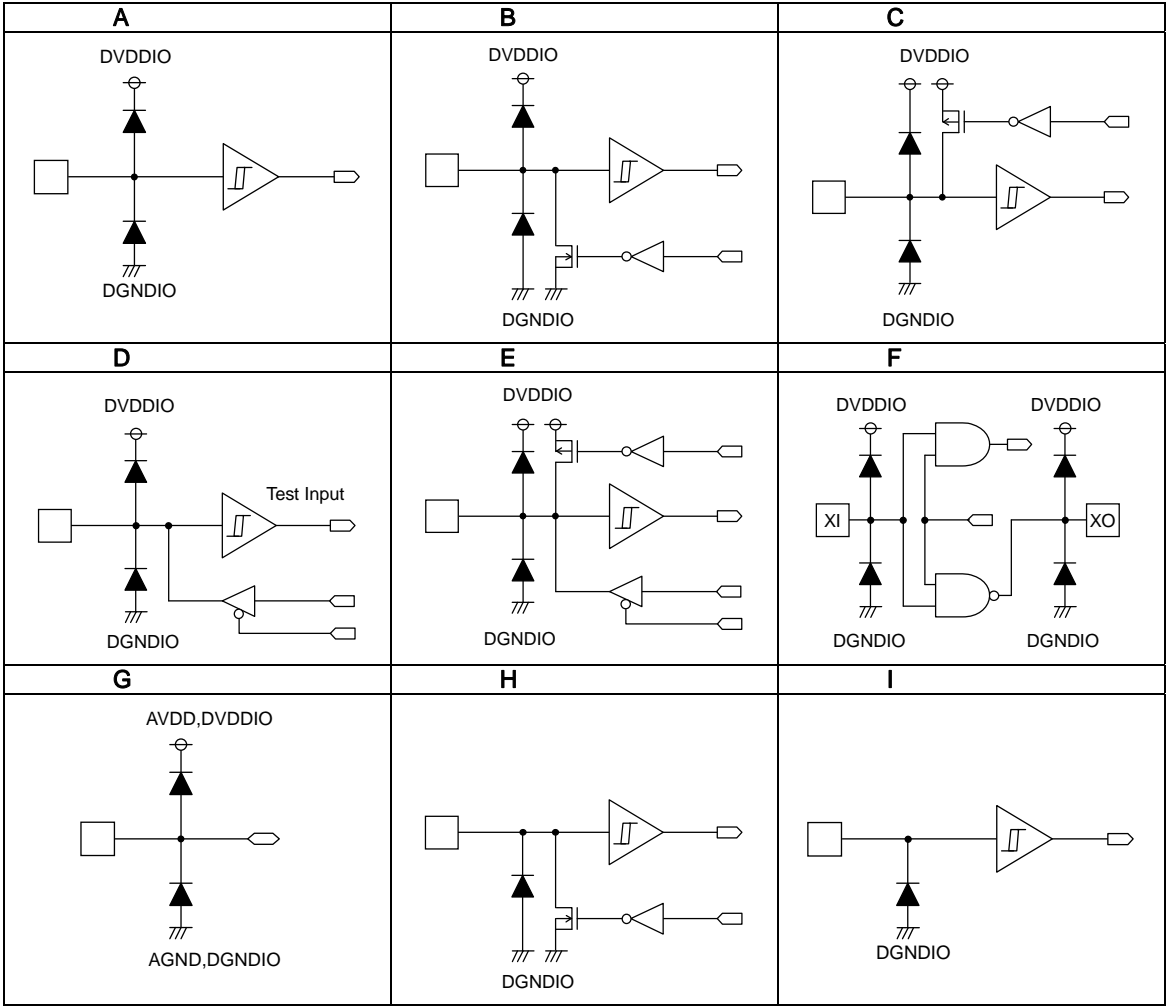 A
B
C
DVDDIO
DGNDIO
DVDDIO
DGNDIO
DVDDIO
DGNDIO
D
E
F
DVDDIO
Test Input
DGNDIO
DVDDIO
DGNDIO
DVDDIO
DVDDIO
XI
XO
DGNDIO
DGNDIO
G
H
I
AVDD,DVDDIO
AGND,DGNDIO
DGNDIO
DGNDIO